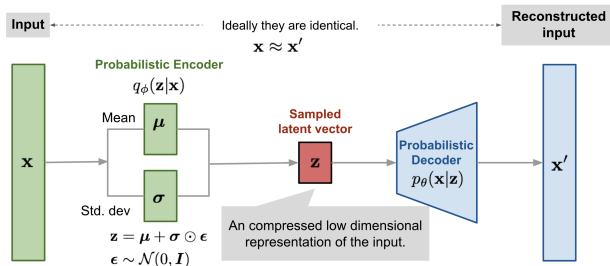 Input
Ideally they are identical.
x ≈ x′
Reconstructed
input
Probabilistic Encoder
qϕ(z|x)
Mean
μ
x
Std. dev
σ
z = μ + σ ⊙ ϵ
ϵ ∼ 𝒩(0, I)
Sampled
latent vector
z
An compressed low dimensional
representation of the input.
Probabilistic
Decoder
pθ(x|z)
x′